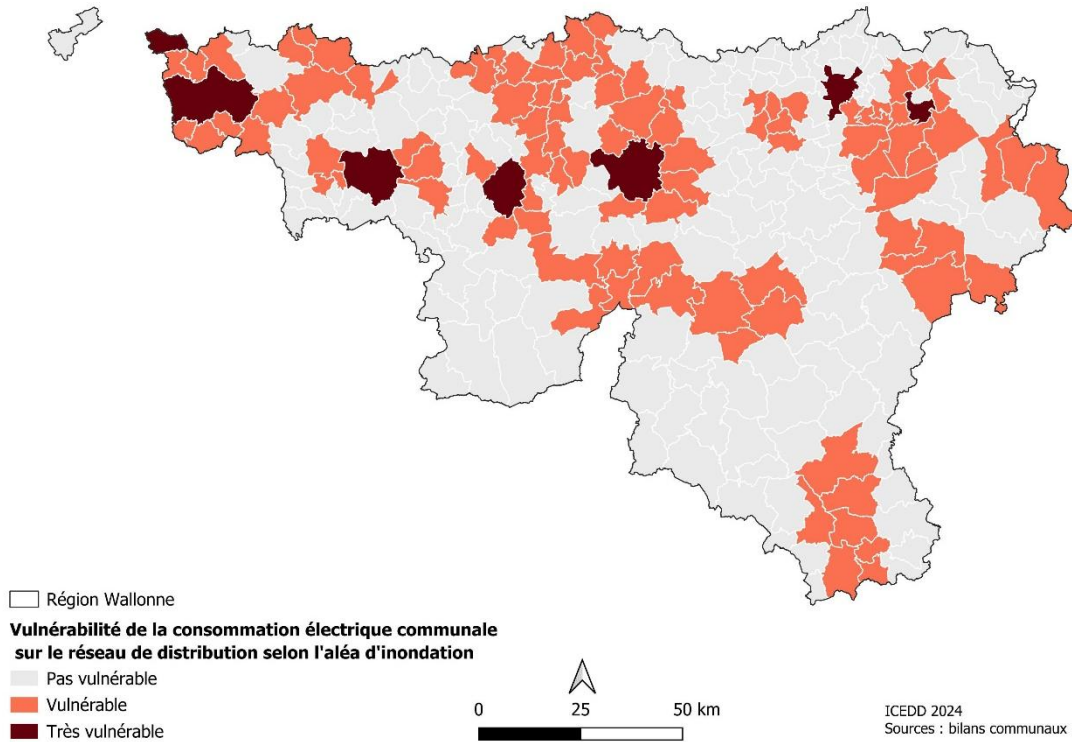 Région Wallonne
Vulnérabilité de la consommation électrique communale
sur le réseau de distribution selon l'aléa d'inondation
Pas vulnérable
Vulnérable
Très vulnérable
0 25 50 km
ICEDD 2024
Sources : bilans communaux